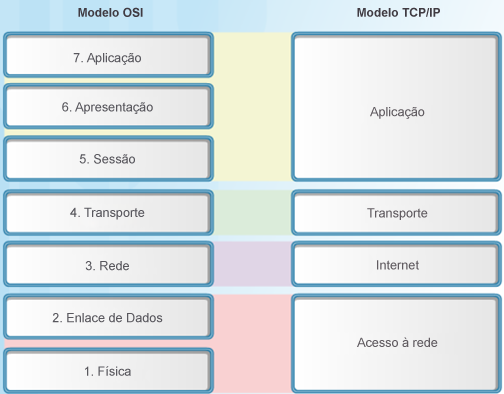 Modelo OSI
Modelo TCP/IP
7. Aplicação
6. Apresentação
5. Sessão
Aplicação
4. Transporte
Transporte
3. Rede
Internet
2. Enlace de Dados
1. Física
Acesso à rede